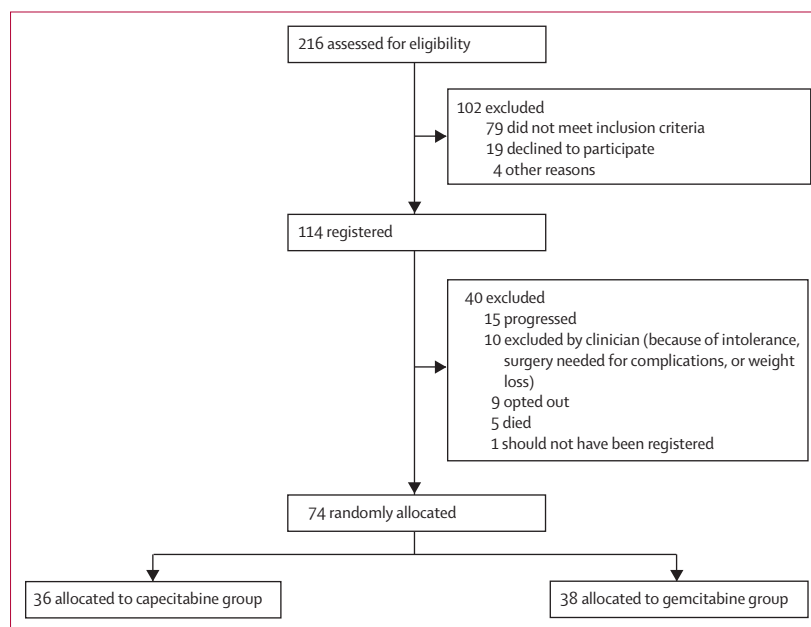 216 assessed for eligibility
102 excluded
79 did not meet inclusion criteria
19 declined to participate
4 other reasons
114 registered
40 excluded
15 progressed
10 excluded by clinician (because of intolerance,
surgery needed for complications, or weight
loss)
9 opted out
5 died
1 should not have been registered
74 randomly allocated
36 allocated to capecitabine group
38 allocated to gemcitabine group